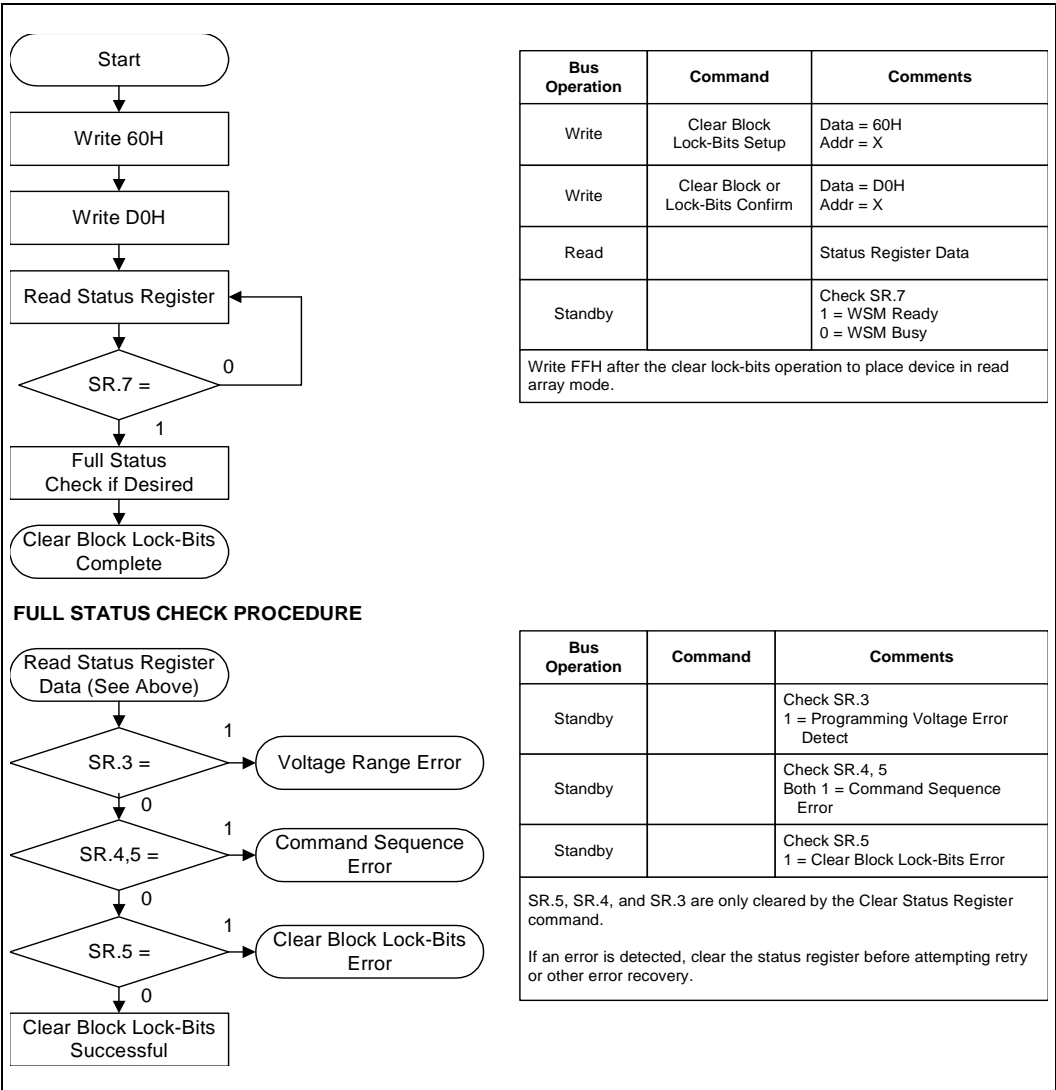 Start
Write 60H
Write D0H
Read Status Register
SR.7 =
0
1
Full Status
Check if Desired
Clear Block Lock-Bits
Complete
Bus
Operation
Command
Comments
Write
Clear Block
Lock-Bits Setup
Data = 60H
Addr = X
Write
Clear Block or
Lock-Bits Confirm
Data = D0H
Addr = X
Read
Status Register Data
Standby
Check SR.7
1 = WSM Ready
0 = WSM Busy
Write FFH after the clear lock-bits operation to place device in read
array mode.
FULL STATUS CHECK PROCEDURE
Read Status Register
Data (See Above)
SR.3 =
1
Voltage Range Error
0
SR.4,5 =
1
Command Sequence
Error
0
SR.5 =
1
Clear Block Lock-Bits
Error
0
Clear Block Lock-Bits
Successful
Bus
Operation
Command
Comments
Standby
Check SR.3
1 = Programming Voltage Error
Detect
Standby
Check SR.4, 5
Both 1 = Command Sequence
Error
Standby
Check SR.5
1 = Clear Block Lock-Bits Error
SR.5, SR.4, and SR.3 are only cleared by the Clear Status Register
command.
If an error is detected, clear the status register before attempting retry
or other error recovery.